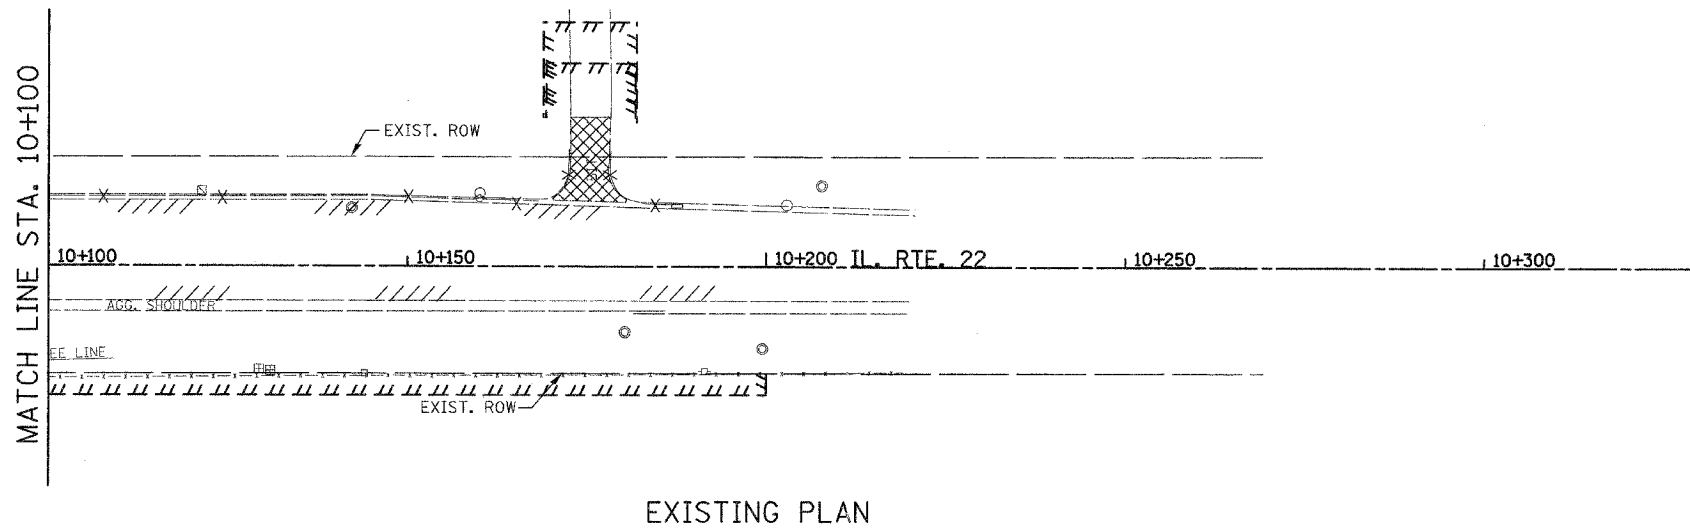 MATCH LINE STA. 10+100
EXIST. ROW
10+100
10+150
10+200
IL. RTE. 22
10+250
10+300
AGG. SHOULDER
EE LINE
EXIST. ROW
EXISTING PLAN